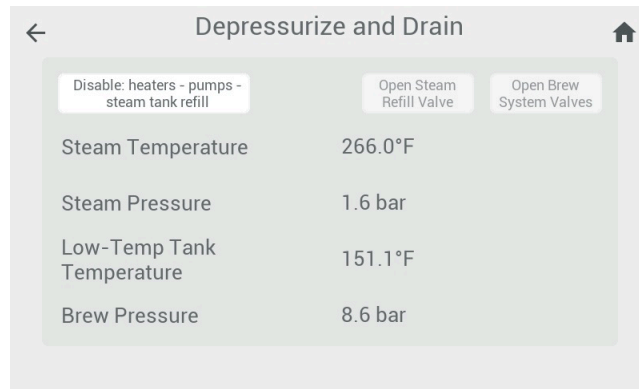 Depressurize and Drain
Disable: heaters - pumps -
steam tank refill
Open Steam
Refill Valve
Open Brew
System Valves
Steam Temperature
266.0°F
Steam Pressure
1.6 bar
Low-Temp Tank
Temperature
151.1°F
Brew Pressure
8.6 bar